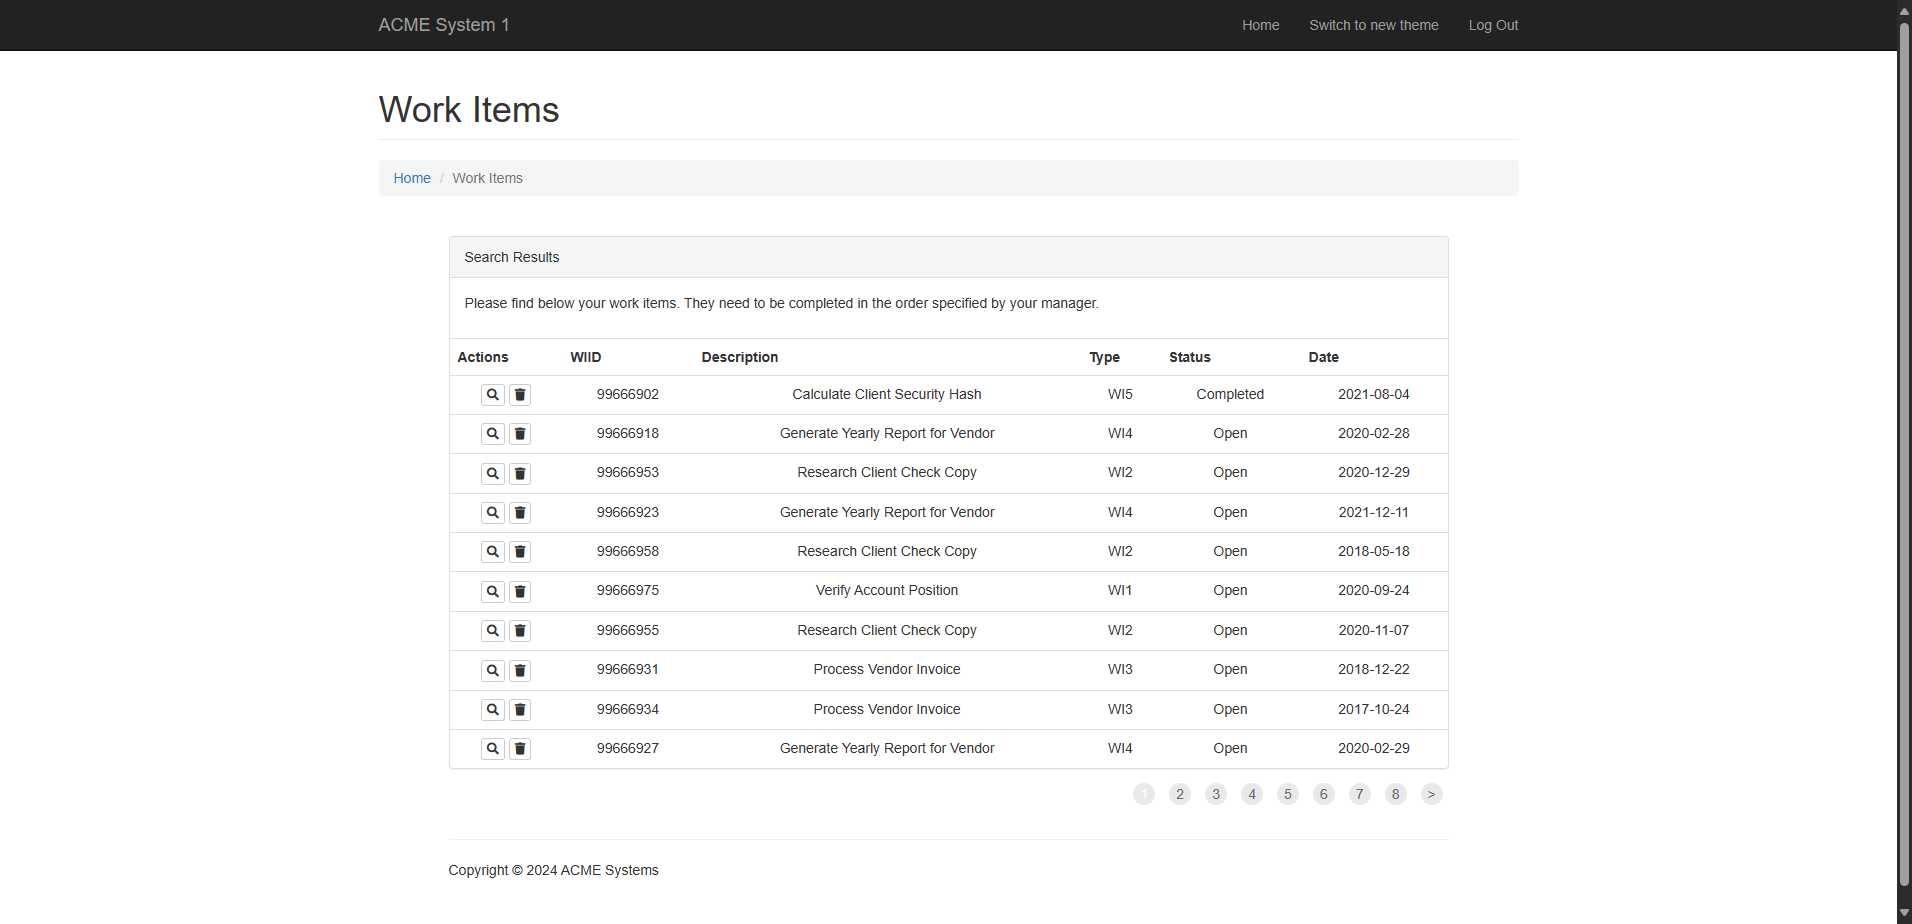 ACME System 1 Home Switch to new theme Log Out
Work Items
Home / Work Items
Search Results
Please find below your work items. They need to be completed in the order specified by your manager.
Actions WIID Description Type Status Date
99666902 Calculate Client Security Hash WI5 Completed 2021-08-04
99666918 Generate Yearly Report for Vendor WI4 Open 2020-02-28
99666953 Research Client Check Copy WI2 Open 2020-12-29
99666923 Generate Yearly Report for Vendor WI4 Open 2021-12-11
99666958 Research Client Check Copy WI2 Open 2018-05-18
99666975 Verify Account Position WI1 Open 2020-09-24
99666955 Research Client Check Copy WI2 Open 2020-11-07
99666931 Process Vendor Invoice WI3 Open 2018-12-22
99666934 Process Vendor Invoice WI3 Open 2017-10-24
99666927 Generate Yearly Report for Vendor WI4 Open 2020-02-29
1 2 3 4 5 6 7 8 >
Copyright © 2024 ACME Systems